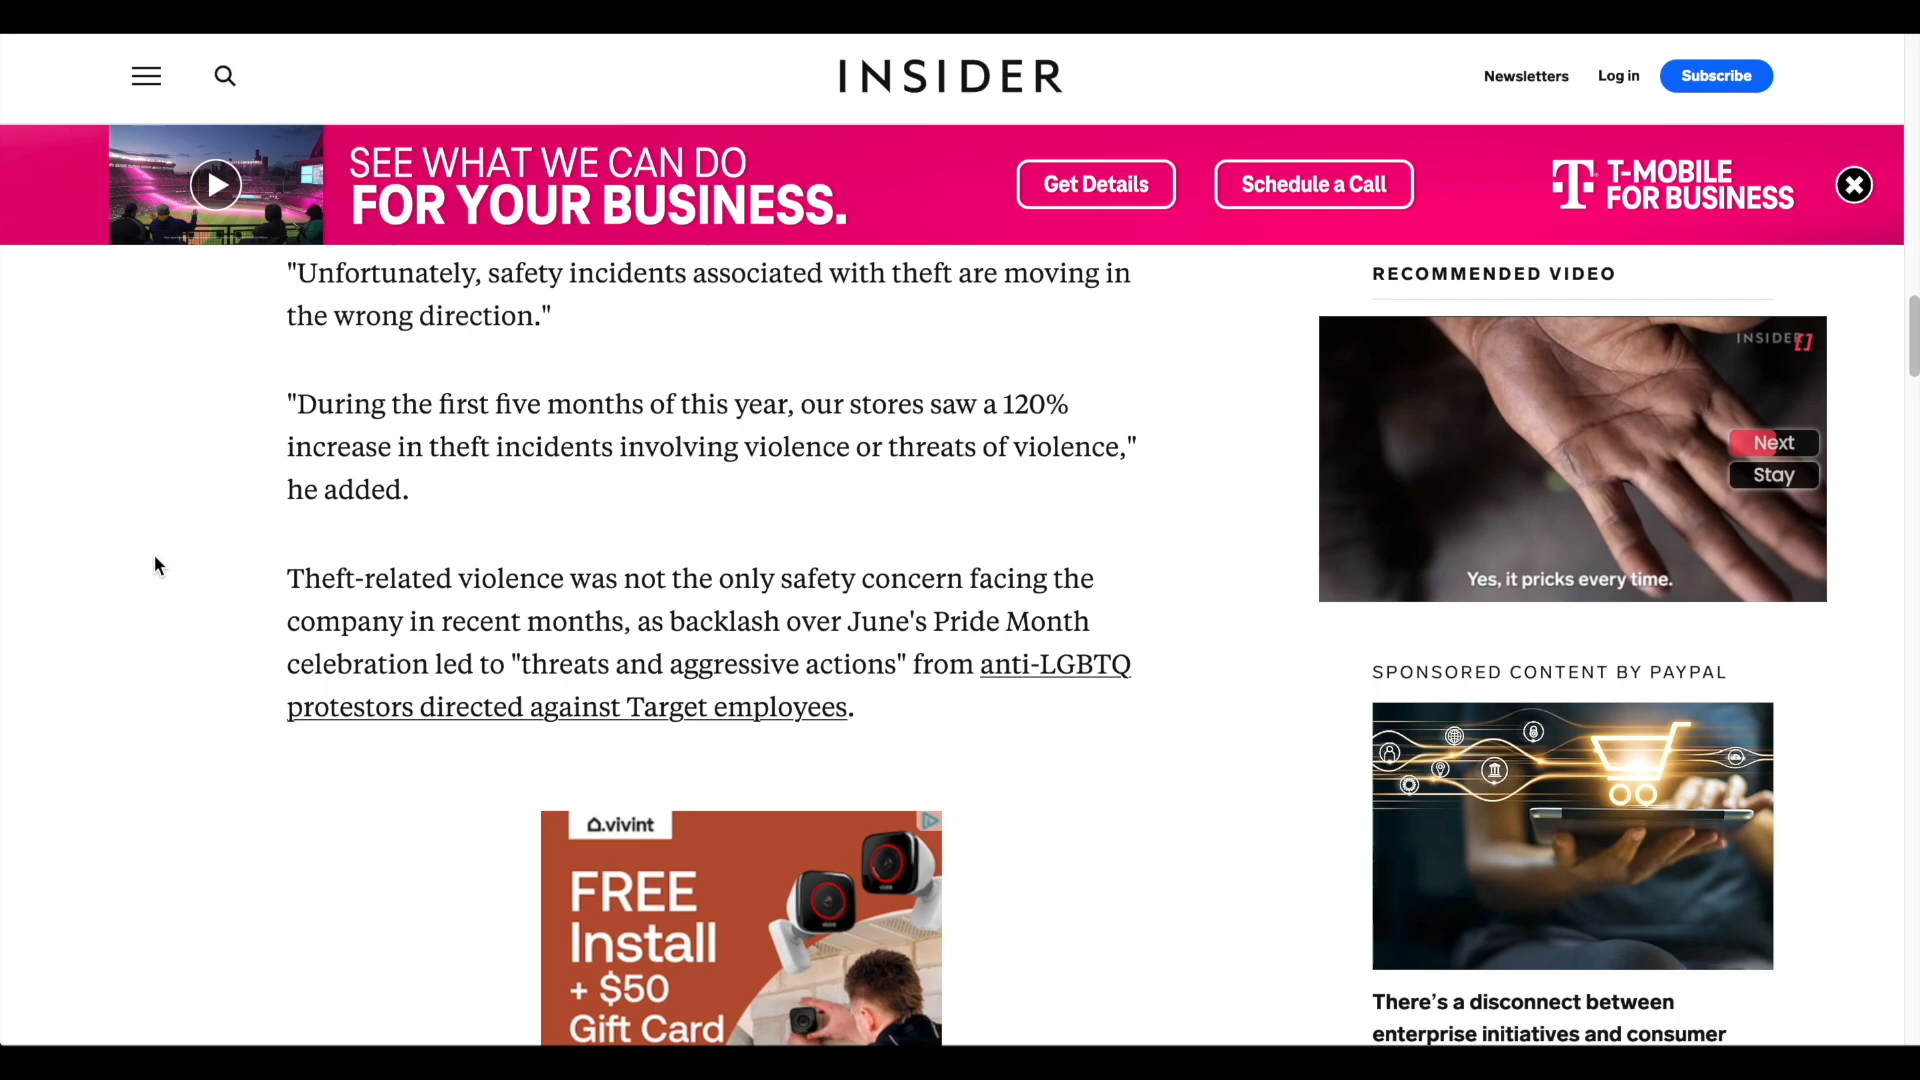 INSIDER
Newsletters
Log in
Subscribe
SEE WHAT WE CAN DO
FOR YOUR BUSINESS.
Get Details
Schedule a Call
T-MOBILE
FOR BUSINESS
"Unfortunately, safety incidents associated with theft are moving in
the wrong direction."
"During the first five months of this year, our stores saw a 120%
increase in theft incidents involving violence or threats of violence,"
he added.
Theft-related violence was not the only safety concern facing the
company in recent months, as backlash over June's Pride Month
celebration led to "threats and aggressive actions" from anti-LGBTQ
protestors directed against Target employees.
vivint
FREE
Install
+ $50
Gift Card
RECOMMENDED VIDEO
INSIDER
Next
Stay
Yes, it pricks every time.
SPONSORED CONTENT BY PAYPAL
There's a disconnect between
enterprise initiatives and consumer